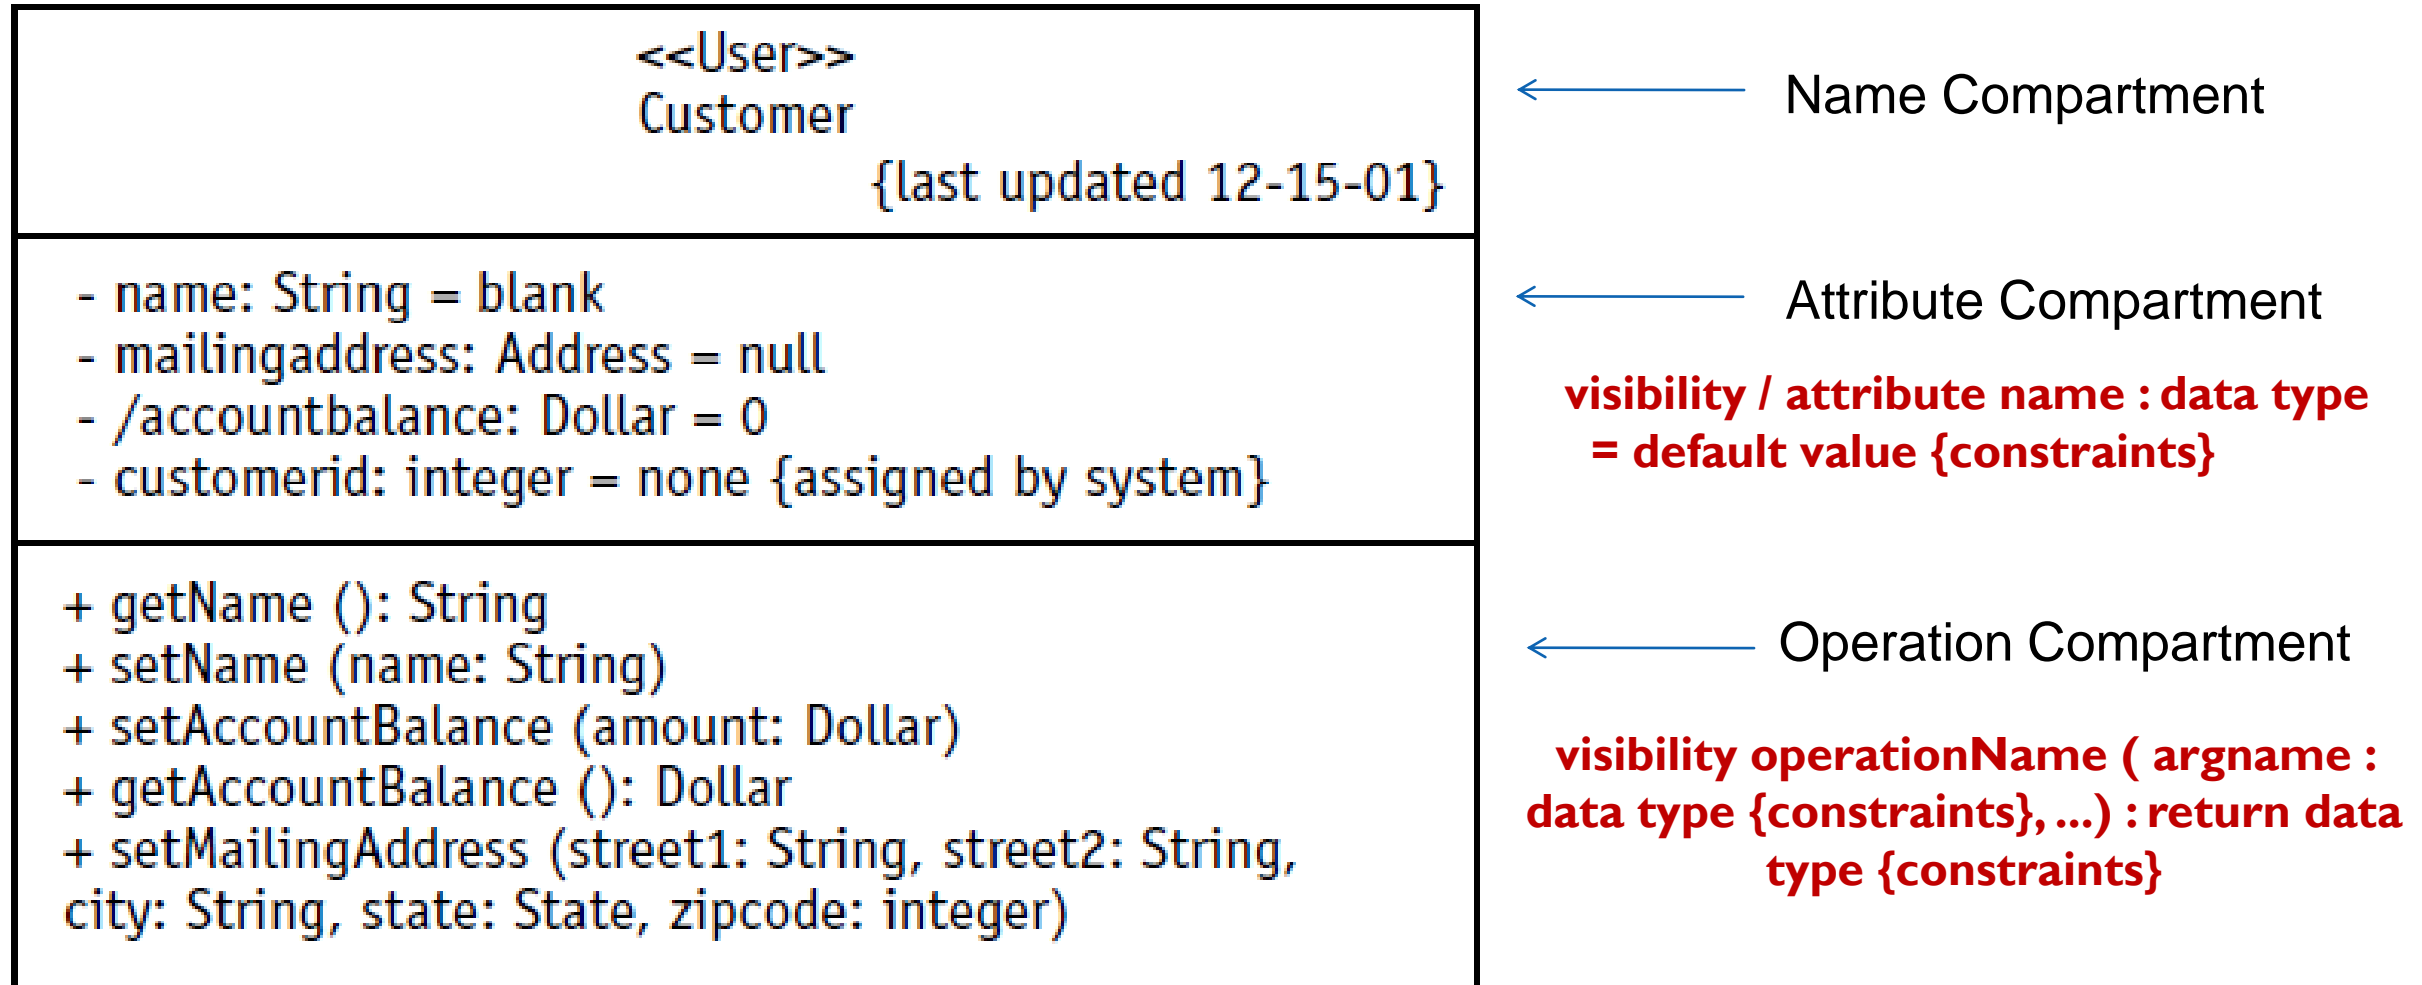 <<User>>
Customer
{last updated 12-15-01}
Name Compartment
- name: String = blank
- mailingaddress: Address = null
- /accountbalance: Dollar = 0
- customerid: integer = none {assigned by system}
Attribute Compartment
visibility / attribute name : data type
= default value {constraints}
+ getName (): String
+ setName (name: String)
+ setAccountBalance (amount: Dollar)
+ getAccountBalance (): Dollar
+ setMailingAddress (street1: String, street2: String,
city: String, state: State, zipcode: integer)
Operation Compartment
visibility operationName ( argname :
data type {constraints}, ...) : return data
type {constraints}